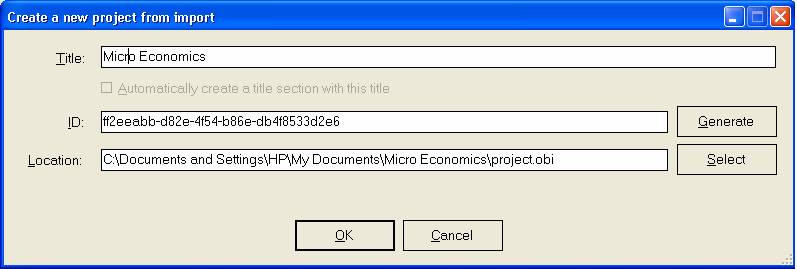 Create a new project from import
Title: Micro Economics
Automatically create a title section with this title
ID: ff2eeabb-d82e-4f54-b86e-db4f8533d2e6 Generate
Location: C:\Documents and Settings\HP\My Documents\Micro Economics\project.obi Select
OK Cancel